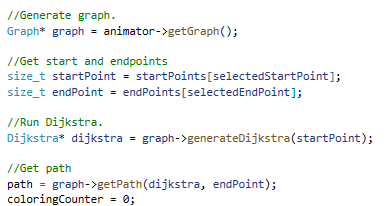 //Generate graph.
Graph* graph = animator->getGraph();
//Get start and endpoints
size_t startPoint = startPoints[selectedStartPoint];
size_t endPoint = endPoints[selectedEndPoint];
//Run Dijkstra.
Dijkstra* dijkstra = graph->generateDijkstra(startPoint);
//Get path
path = graph->getPath(dijkstra, endPoint);
coloringCounter = 0;